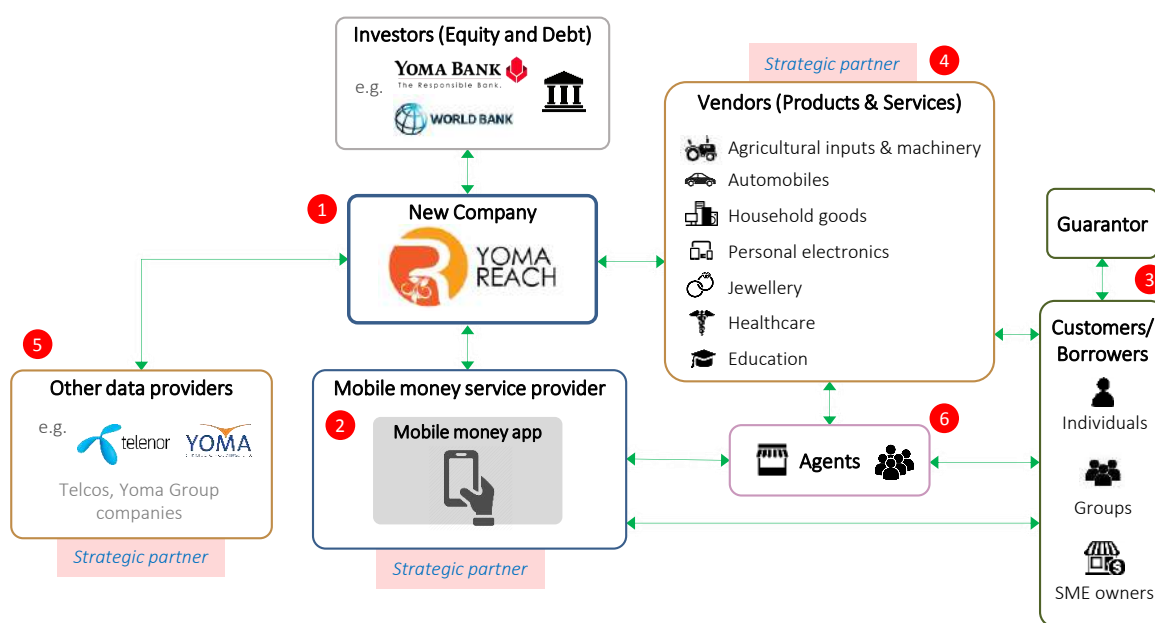 Investors (Equity and Debt)
e.g.
YOMA BANK
The Responsible Bank.
WORLD BANK
Strategic partner
4
Vendors (Products & Services)
Agricultural inputs & machinery
Automobiles
Household goods
Personal electronics
Jewellery
Healthcare
Education
1
New Company
YOMA
REACH
Guarantor
3
Customers/
Borrowers
Individuals
Groups
SME owners
5
Other data providers
e.g.
telenor
YOMA
Telcos, Yoma Group
companies
Strategic partner
Mobile money service provider
2
Mobile money app
Strategic partner
6
Agents